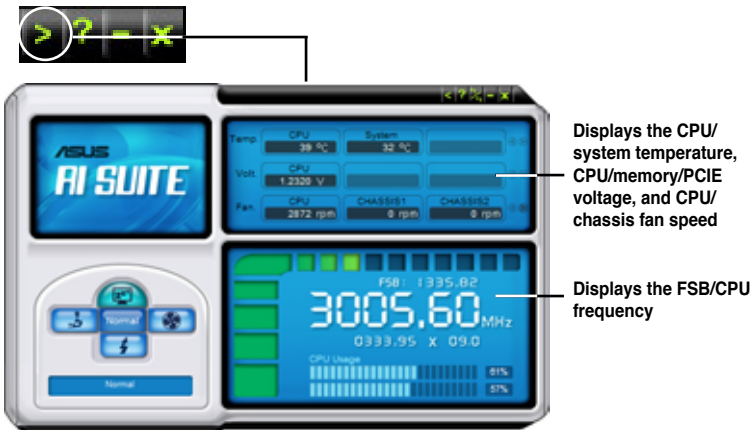 > ? - x
< ? - x
ASUS
AI SUITE
Temp. CPU System
39 ºC 32 ºC
Volt. CPU
1.2320 V
Fan. CPU CHASSIS1 CHASSIS2
2872 rpm 0 rpm 0 rpm
Displays the CPU/
system temperature,
CPU/memory/PCIE
voltage, and CPU/
chassis fan speed
FSB: 1335.82
3005.60 MHz
0333.95 X 09.0
CPU Usage
61%
57%
Displays the FSB/CPU
frequency
Normal
Normal